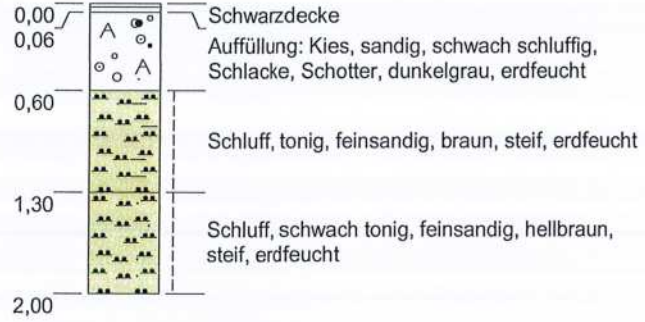 0,00 Schwarzdecke
0,06
Auffüllung: Kies, sandig, schwach schluffig,
Schlacke, Schotter, dunkelgrau, erdfeucht
A
A
0,60
Schluff, tonig, feinsandig, braun, steif, erdfeucht
1,30
Schluff, schwach tonig, feinsandig, hellbraun,
steif, erdfeucht
2,00